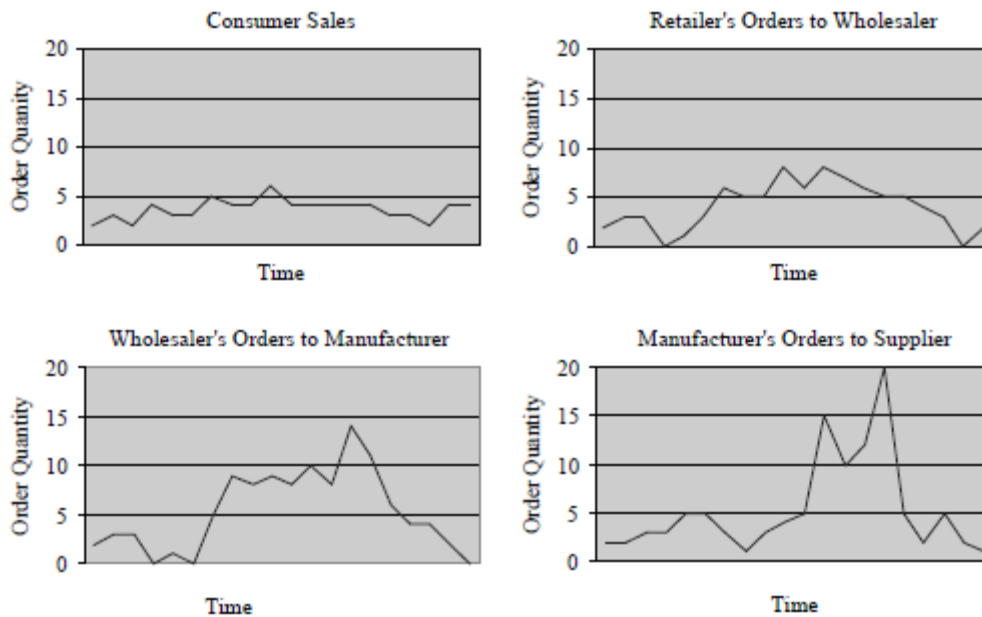 Consumer Sales
Order Quanity
20
15
10
5
0
Time
Retailer's Orders to Wholesaler
Order Quantity
20
15
10
5
0
Time
Wholesaler's Orders to Manufacturer
Order Quantity
20
15
10
5
0
Time
Manufacturer's Orders to Supplier
Order Quantity
20
15
10
5
0
Time